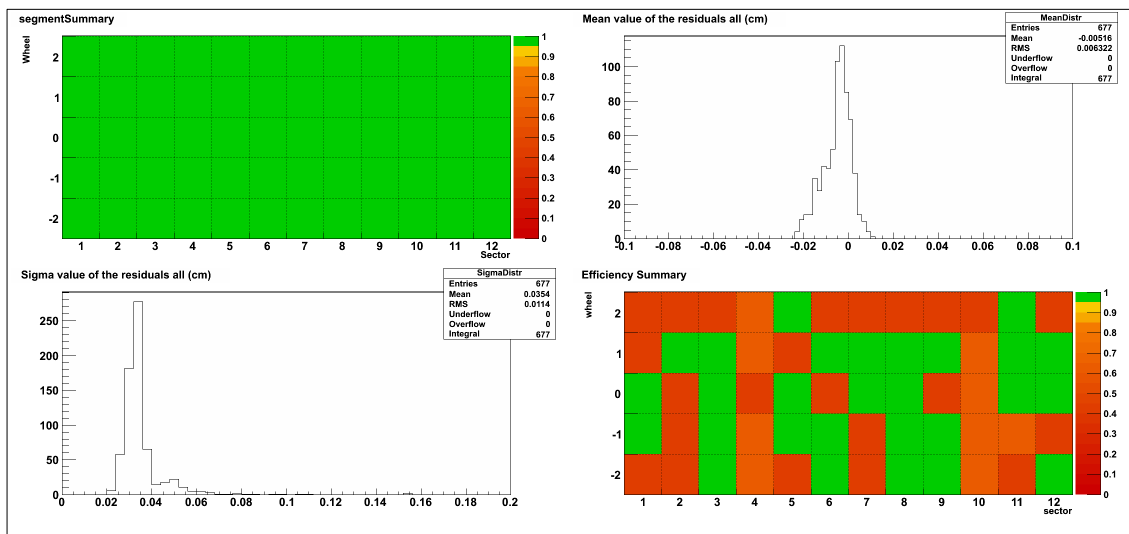 segmentSummary
Wheel
2
1
0
-1
-2
1 2 3 4 5 6 7 8 9 10 11 12
Sector
1
0.9
0.8
0.7
0.6
0.5
0.4
0.3
0.2
0.1
0
Mean value of the residuals all (cm)
MeanDistr
Entries 677
Mean -0.00516
RMS 0.006322
Underflow 0
Overflow 0
Integral 677
100
80
60
40
20
0
-0.1 -0.08 -0.06 -0.04 -0.02 0 0.02 0.04 0.06 0.08 0.1
Sigma value of the residuals all (cm)
SigmaDistr
Entries 677
Mean 0.0354
RMS 0.0114
Underflow 0
Overflow 0
Integral 677
250
200
150
100
50
0
0 0.02 0.04 0.06 0.08 0.1 0.12 0.14 0.16 0.18 0.2
Efficiency Summary
wheel
2
1
0
-1
-2
1 2 3 4 5 6 7 8 9 10 11 12
sector
1
0.9
0.8
0.7
0.6
0.5
0.4
0.3
0.2
0.1
0